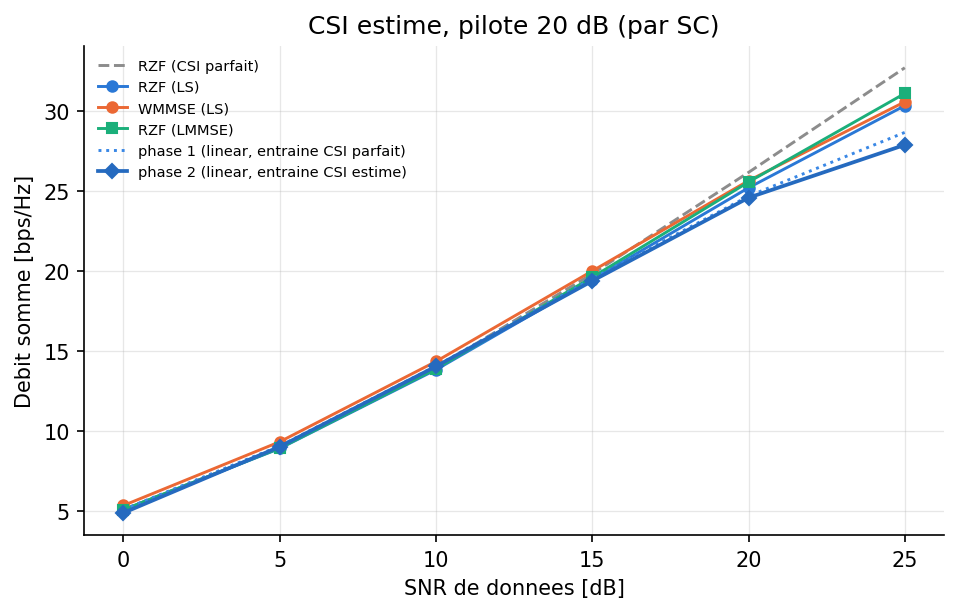 CSI estime, pilote 20 dB (par SC)
RZF (CSI parfait)
RZF (LS)
WMMSE (LS)
RZF (LMMSE)
phase 1 (linear, entraine CSI parfait)
phase 2 (linear, entraine CSI estime)
Debit somme [bps/Hz]
30
25
20
15
10
5
0 5 10 15 20 25
SNR de donnees [dB]